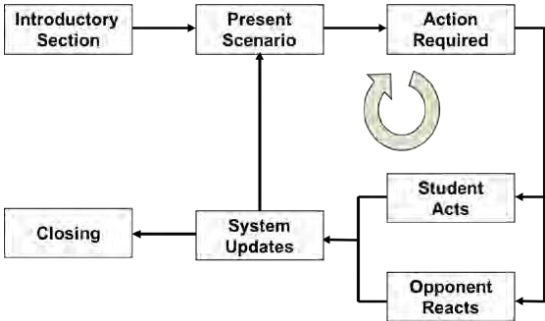 Introductory
Section
Present
Scenario
Action
Required
Student
Acts
Closing
System
Updates
Opponent
Reacts